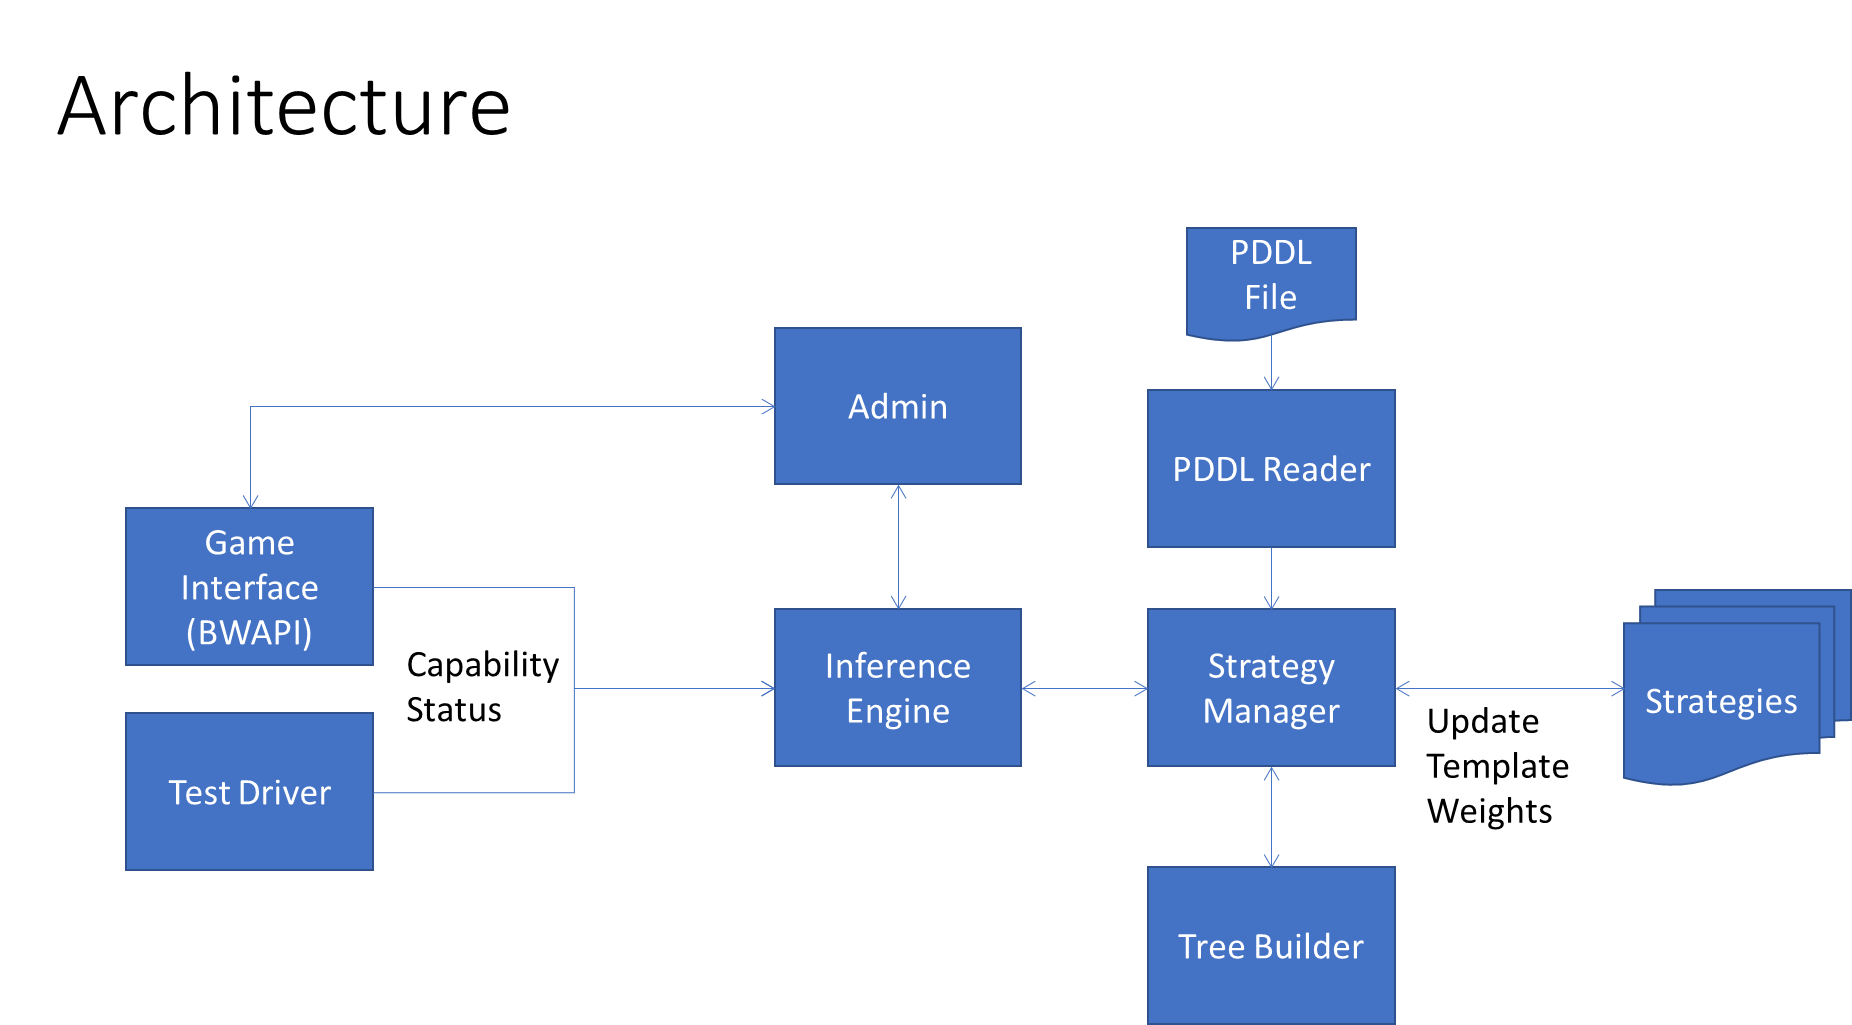 Architecture
PDDL
File
Admin
PDDL Reader
Game
Interface
(BWAPI)
Capability
Status
Test Driver
Inference
Engine
Strategy
Manager
Update
Template
Weights
Strategies
Tree Builder